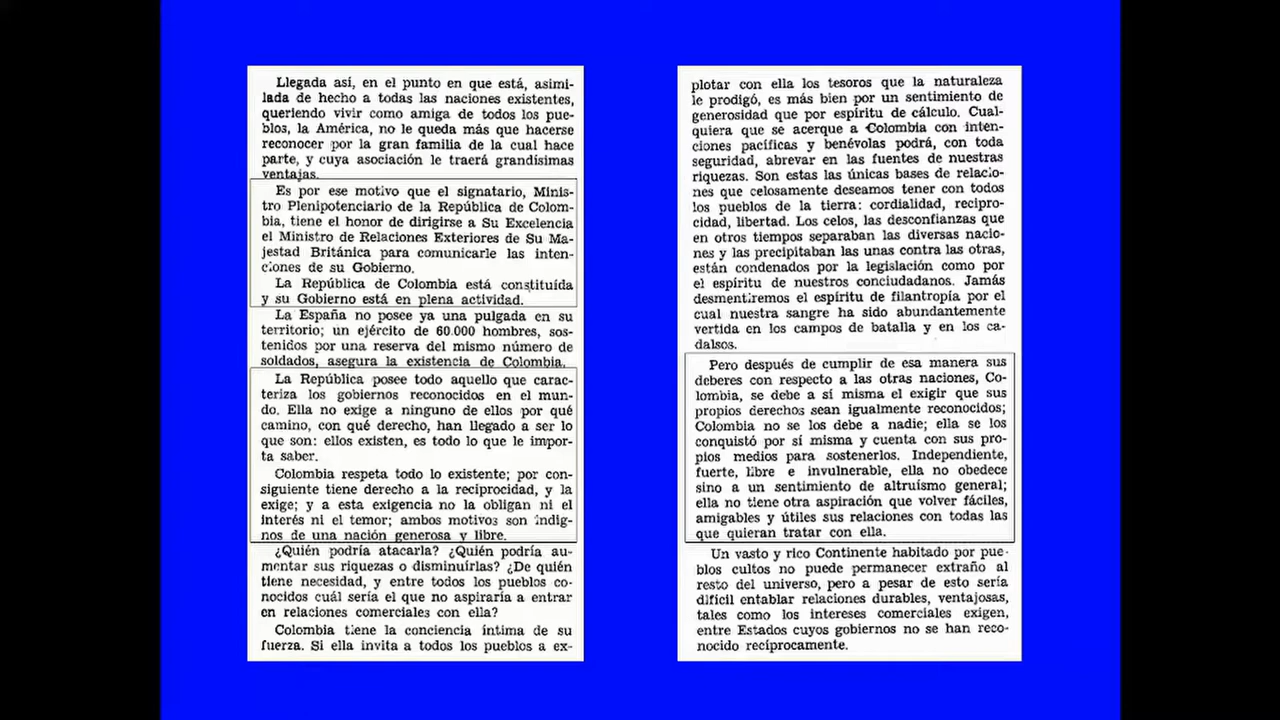 Llegada así, en el punto en que está, asimi-
lada de hecho a todas las naciones existentes,
queriendo vivir como amiga de todos los pue-
blos, la América, no le queda más que hacerse
reconocer por la gran familia de la cual hace
parte, y cuya asociación le traerá grandísimas
ventajas.
Es por ese motivo que el signatario, Minis-
tro Plenipotenciario de la República de Colom-
bia, tiene el honor de dirigirse a Su Excelencia
el Ministro de Relaciones Exteriores de Su Ma-
jestad Británica para comunicarle las inten-
ciones de su Gobierno.
La República de Colombia está constituída
y su Gobierno está en plena actividad.
La España no posee ya una pulgada en su
territorio; un ejército de 60.000 hombres, sos-
tenidos por una reserva del mismo número de
soldados, asegura la existencia de Colombia.
La República posee todo aquello que carac-
teriza los gobiernos reconocidos en el mun-
do. Ella no exige a ninguno de ellos por qué
camino, con qué derecho, han llegado a ser lo
que son: ellos existen, es todo lo que le impor-
ta saber.
Colombia respeta todo lo existente; por con-
siguiente tiene derecho a la reciprocidad, y la
exige; y a esta exigencia no la obligan ni el
interés ni el temor; ambos motivos son indig-
nos de una nación generosa y libre.
¿Quién podría atacarla? ¿Quién podría au-
mentar sus riquezas o disminuírlas? ¿De quién
tiene necesidad, y entre todos los pueblos co-
nocidos cuál sería el que no aspiraría a entrar
en relaciones comerciales con ella?
Colombia tiene la conciencia íntima de su
fuerza. Si ella invita a todos los pueblos a ex-
plotar con ella los tesoros que la naturaleza
le prodigó, es más bien por un sentimiento de
generosidad que por espíritu de cálculo. Cual-
quiera que se acerque a Colombia con inten-
ciones pacíficas y benévolas podrá, con toda
seguridad, abrevar en las fuentes de nuestras
riquezas. Son estas las únicas bases de relacio-
nes que celosamente deseamos tener con todos
los pueblos de la tierra: cordialidad, recipro-
cidad, libertad. Los celos, las desconfianzas que
en otros tiempos separaban las diversas nacio-
nes y las precipitaban las unas contra las otras,
están condenados por la legislación como por
el espíritu de nuestros conciudadanos. Jamás
desmentiremos el espíritu de filantropía por el
cual nuestra sangre ha sido abundantemente
vertida en los campos de batalla y en los ca-
dalsos.
Pero después de cumplir de esa manera sus
deberes con respecto a las otras naciones, Co-
lombia, se debe a sí misma el exigir que sus
propios derechos sean igualmente reconocidos;
Colombia no se los debe a nadie; ella se los
conquistó por sí misma y cuenta con sus pro-
pios medios para sostenerlos. Independiente,
fuerte, libre e invulnerable, ella no obedece
sino a un sentimiento de altruísmo general;
ella no tiene otra aspiración que volver fáciles,
amigables y útiles sus relaciones con todas las
que quieran tratar con ella.
Un vasto y rico Continente habitado por pue-
blos cultos no puede permanecer extraño al
resto del universo, pero a pesar de esto sería
difícil entablar relaciones durables, ventajosas,
tales como los intereses comerciales exigen,
entre Estados cuyos gobiernos no se han reco-
nocido recíprocamente.